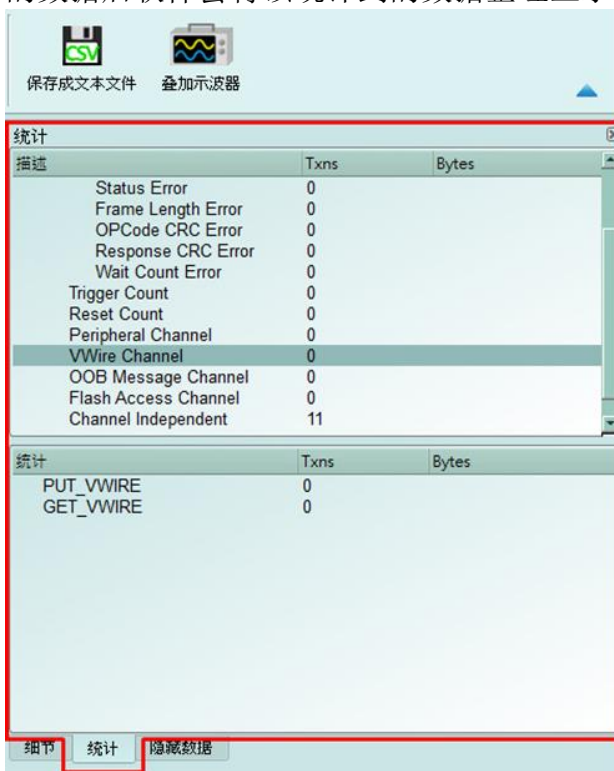 CSV
保存成文本文件 叠加示波器
统计
描述 Txns Bytes
Status Error 0
Frame Length Error 0
OPCode CRC Error 0
Response CRC Error 0
Wait Count Error 0
Trigger Count 0
Reset Count 0
Peripheral Channel 0
VWire Channel 0
OOB Message Channel 0
Flash Access Channel 0
Channel Independent 11
统计 Txns Bytes
PUT_VWIRE 0
GET_VWIRE 0
细节 统计 隐藏数据